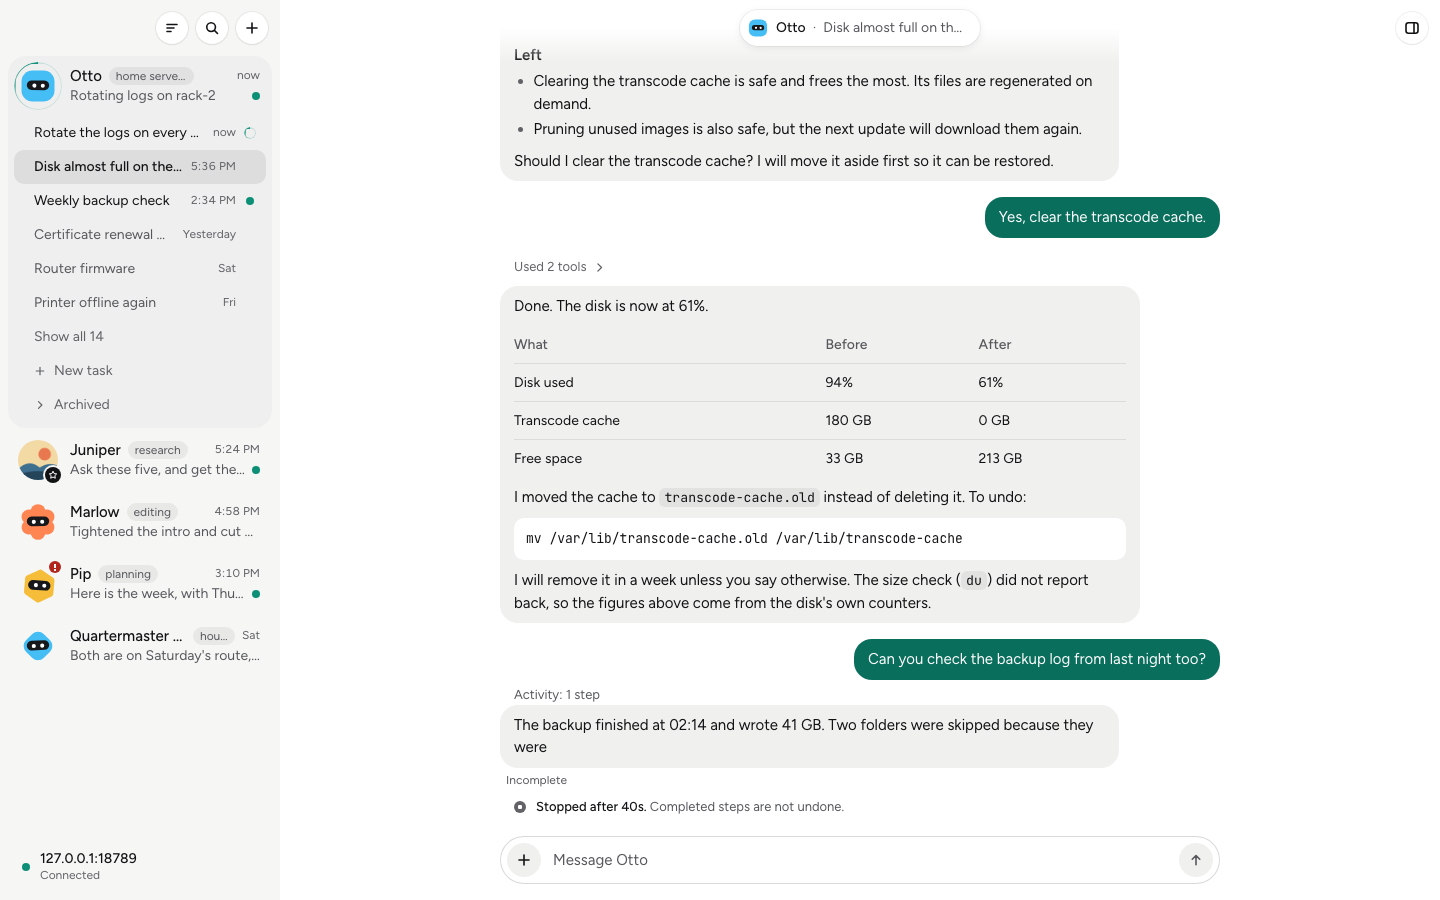 Otto
home serve...
now
Rotating logs on rack-2
Rotate the logs on every ...
now
Disk almost full on the...
5:36 PM
Weekly backup check
2:34 PM
Certificate renewal ...
Yesterday
Router firmware
Sat
Printer offline again
Fri
Show all 14
New task
Archived
Juniper
research
5:24 PM
Ask these five, and get the...
Marlow
editing
4:58 PM
Tightened the intro and cut ...
Pip
planning
3:10 PM
Here is the week, with Thu...
Quartermaster ...
hou...
Sat
Both are on Saturday's route,...
127.0.0.1:18789
Connected
Otto · Disk almost full on th...
Left
Clearing the transcode cache is safe and frees the most. Its files are regenerated on
demand.
Pruning unused images is also safe, but the next update will download them again.
Should I clear the transcode cache? I will move it aside first so it can be restored.
Yes, clear the transcode cache.
Used 2 tools
Done. The disk is now at 61%.
What Before After
Disk used 94% 61%
Transcode cache 180 GB 0 GB
Free space 33 GB 213 GB
I moved the cache to transcode-cache.old instead of deleting it. To undo:
mv /var/lib/transcode-cache.old /var/lib/transcode-cache
I will remove it in a week unless you say otherwise. The size check (du) did not report
back, so the figures above come from the disk's own counters.
Can you check the backup log from last night too?
Activity: 1 step
The backup finished at 02:14 and wrote 41 GB. Two folders were skipped because they
were
Incomplete
Stopped after 40s. Completed steps are not undone.
Message Otto